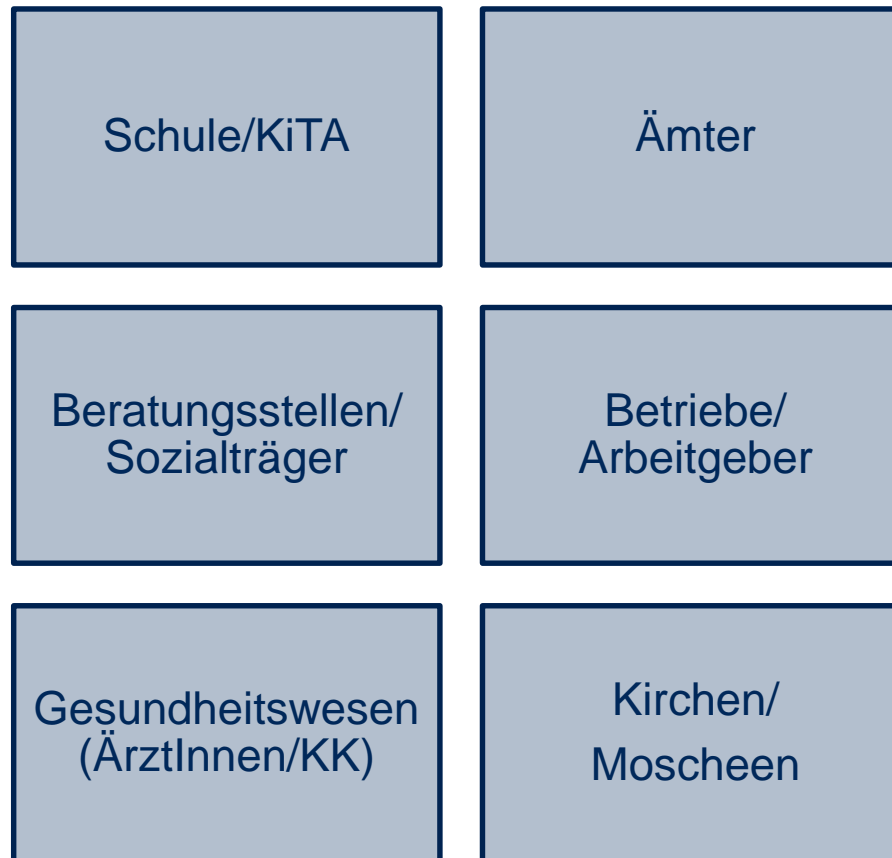 Schule/KiTA
Ämter
Beratungsstellen/
Sozialträger
Betriebe/
Arbeitgeber
Gesundheitswesen
(ÄrztInnen/KK)
Kirchen/
Moscheen